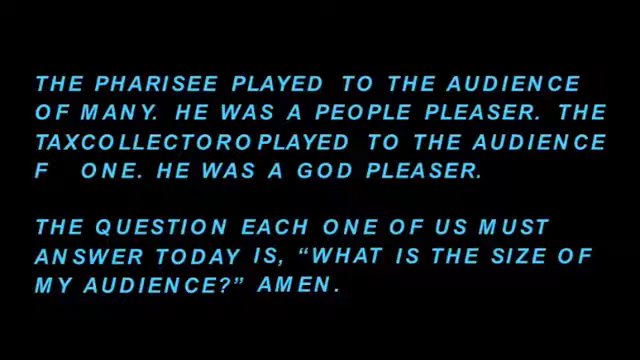 THE PHARISEE PLAYED TO THE AUDIENCE
OF MANY. HE WAS A PEOPLE PLEASER. THE
TAXCOLLECTORO PLAYED TO THE AUDIENCE
F ONE. HE WAS A GOD PLEASER.
THE QUESTION EACH ONE OF US MUST
ANSWER TODAY IS, “WHAT IS THE SIZE OF
MY AUDIENCE?” AMEN.